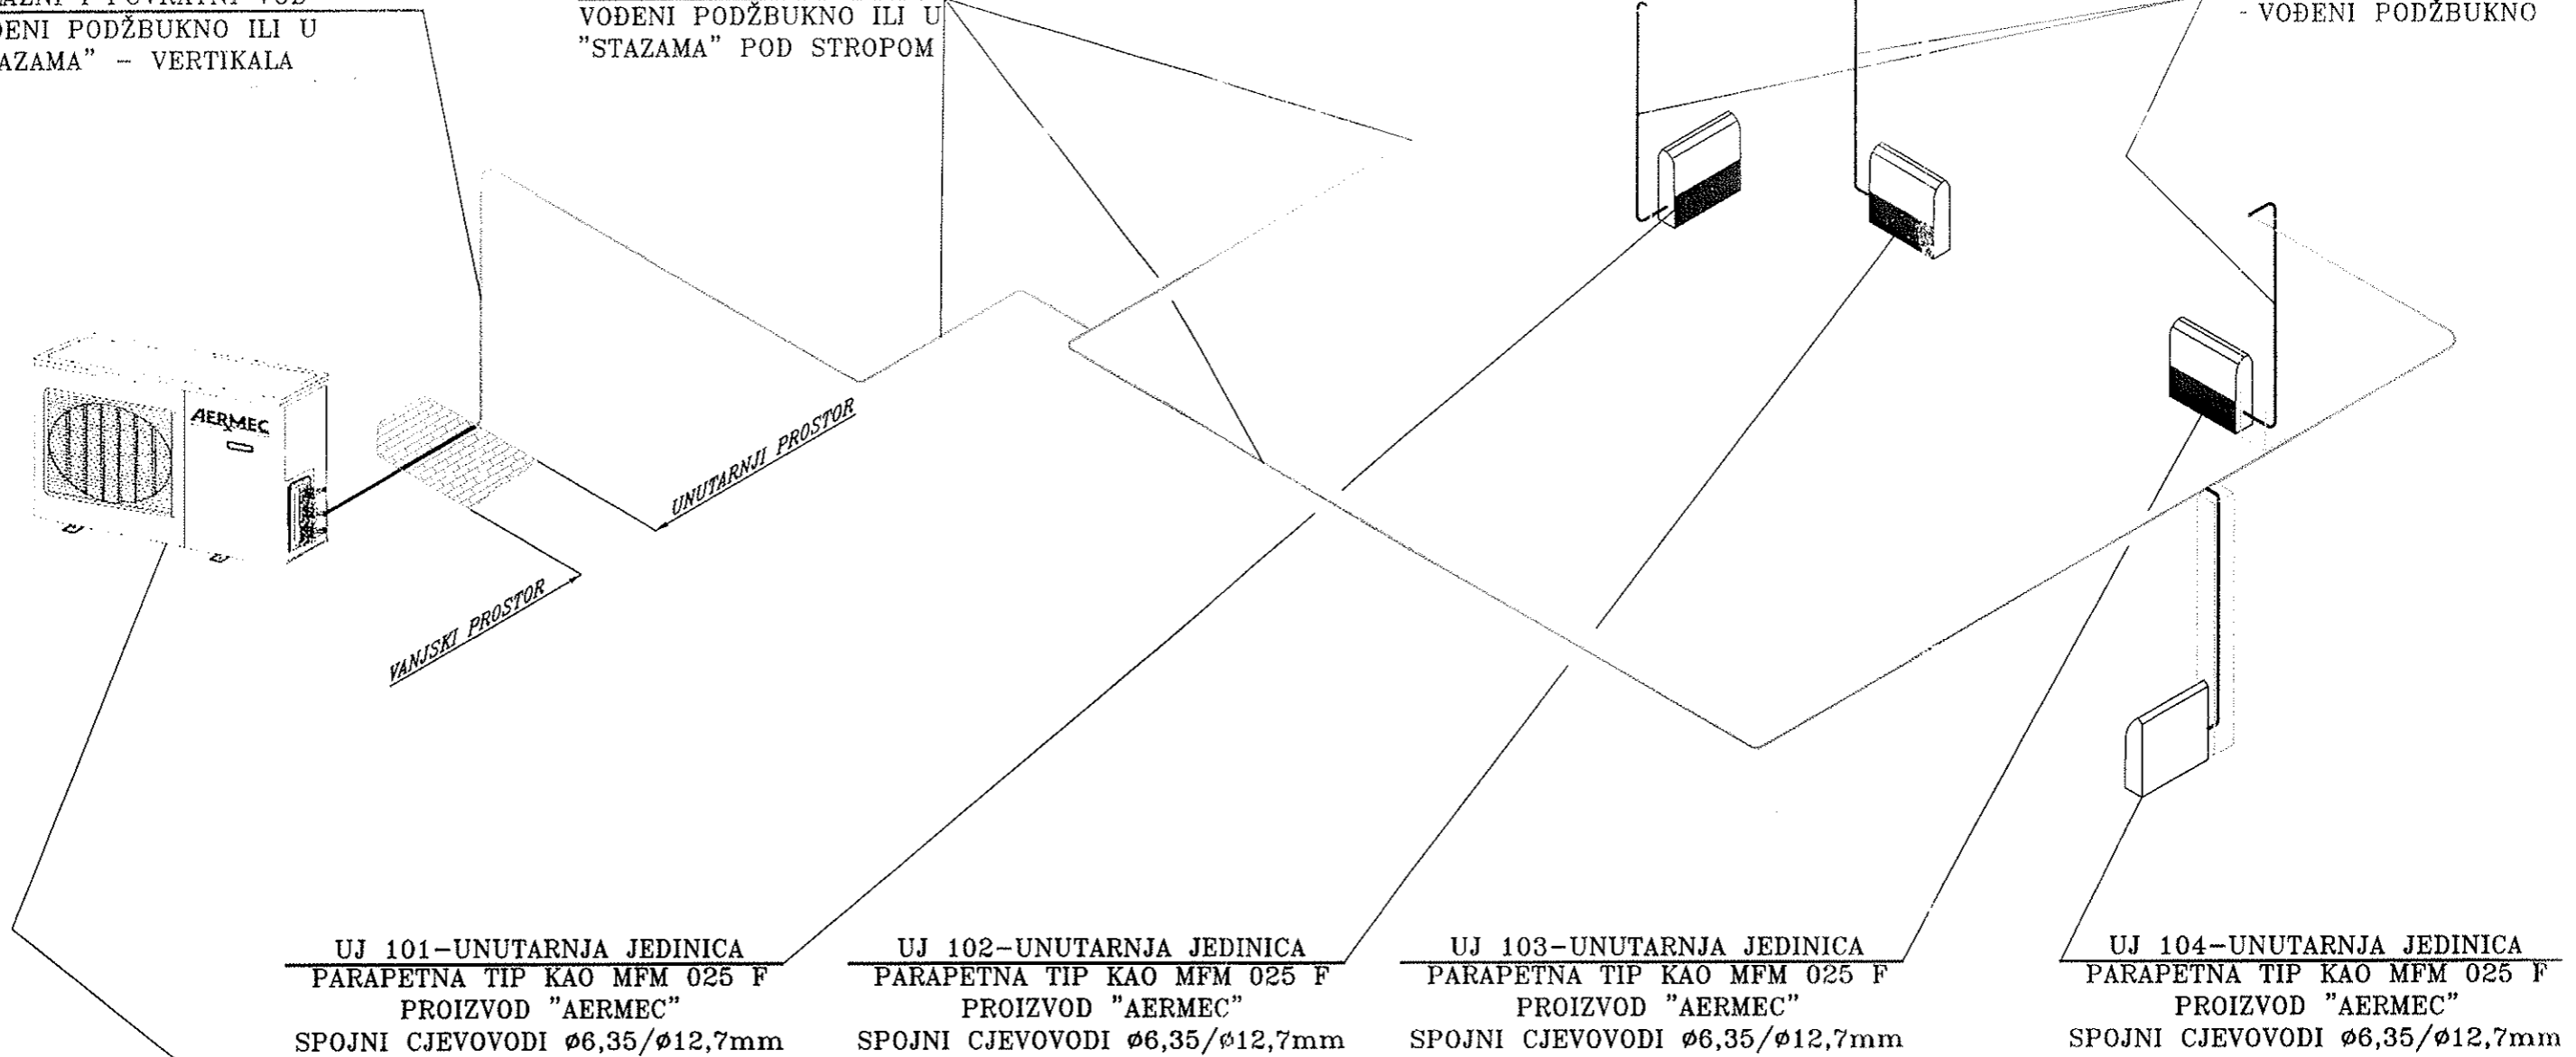 POVRATNI VOD
PODŽBUKNO ILI U
- VERTIKALA
VOĐENI PODŽBUKNO ILI U
"STAZAMA" POD STROPOM
- VOĐENI PODŽBUKNO
AERMEC
UNUTARNJI PROSTOR
VANJSKI PROSTOR
UJ 101-UNUTARNJA JEDINICA
PARAPETNA TIP KAO MFM 025 F
PROIZVOD "AERMEC"
SPOJNI CJEVOVODI ø6,35/ø12,7mm
UJ 102-UNUTARNJA JEDINICA
PARAPETNA TIP KAO MFM 025 F
PROIZVOD "AERMEC"
SPOJNI CJEVOVODI ø6,35/ø12,7mm
UJ 103-UNUTARNJA JEDINICA
PARAPETNA TIP KAO MFM 025 F
PROIZVOD "AERMEC"
SPOJNI CJEVOVODI ø6,35/ø12,7mm
UJ 104-UNUTARNJA JEDINICA
PARAPETNA TIP KAO MFM 025 F
PROIZVOD "AERMEC"
SPOJNI CJEVOVODI ø6,35/ø12,7mm